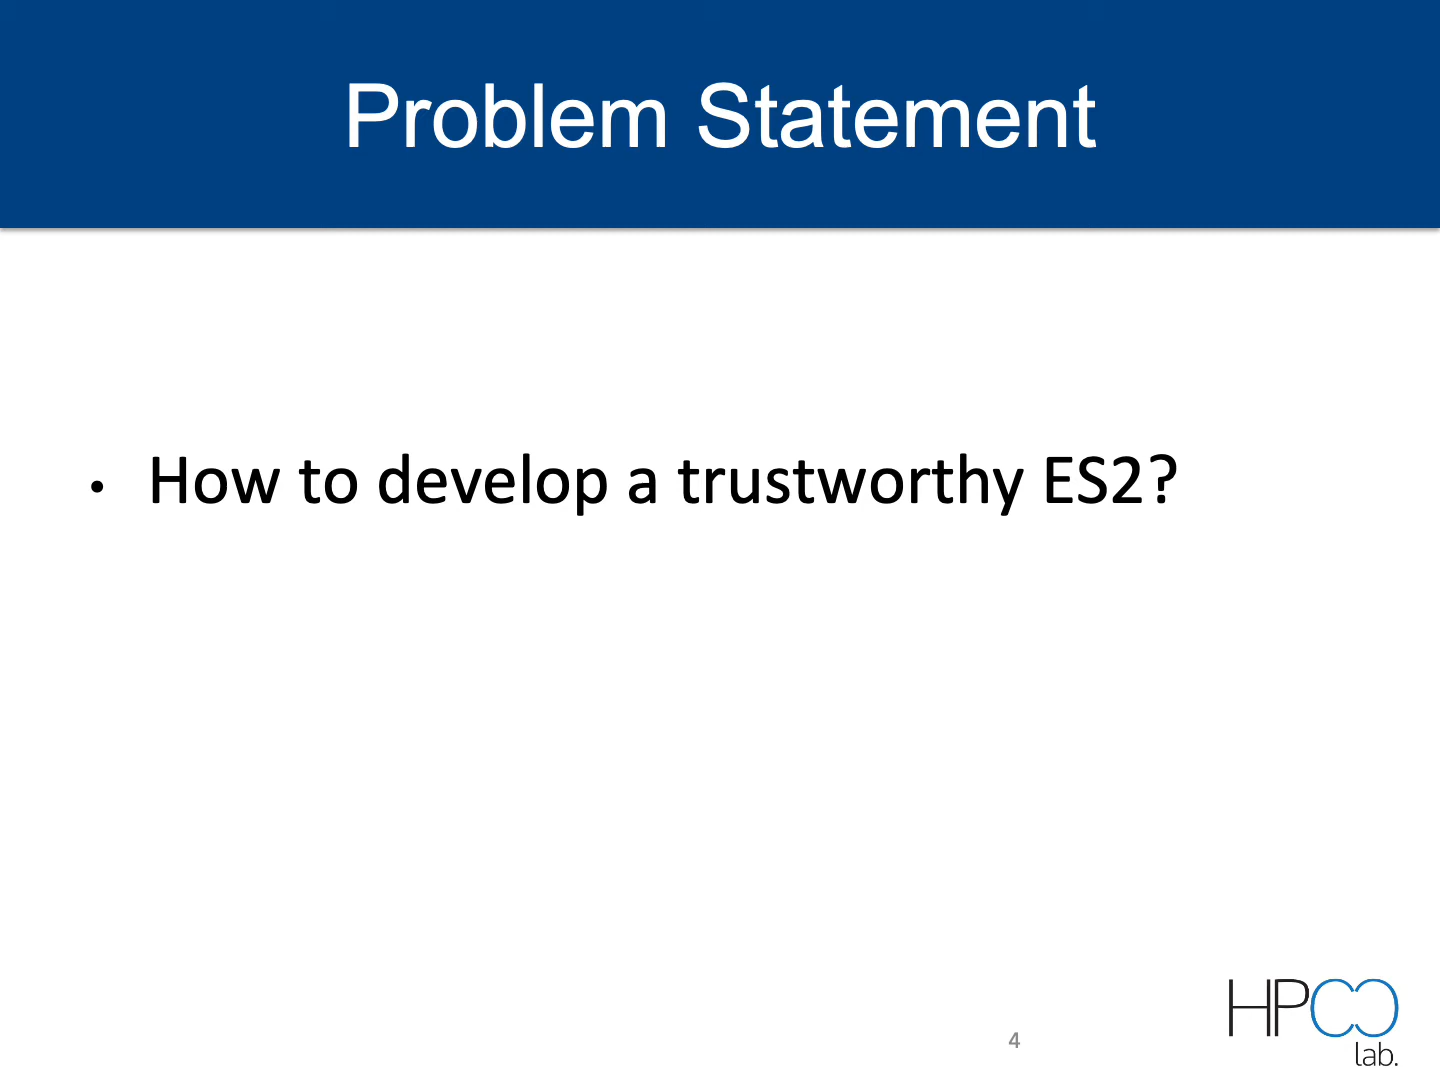 Problem Statement
• How to develop a trustworthy ES2?
4
HPCC
lab.